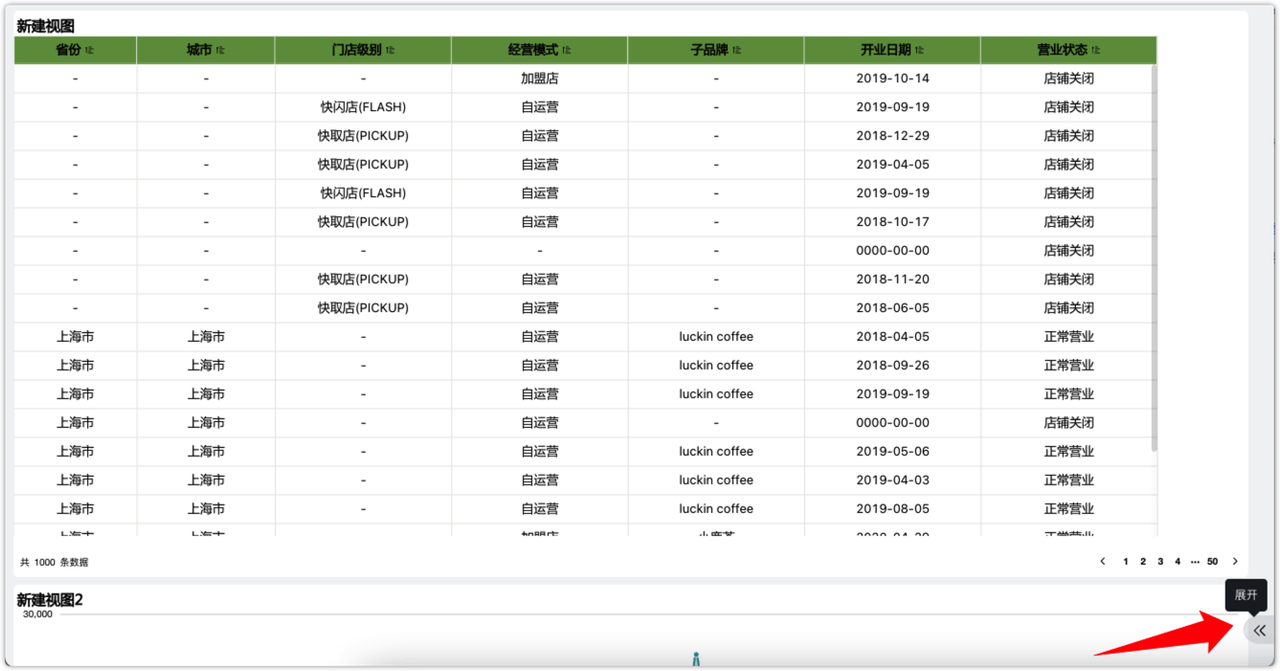 新建视图
省份 城市 门店级别 经营模式 子品牌 开业日期 营业状态
- - - 加盟店 - 2019-10-14 店铺关闭
- - 快闪店(FLASH) 自运营 - 2019-09-19 店铺关闭
- - 快取店(PICKUP) 自运营 - 2018-12-29 店铺关闭
- - 快取店(PICKUP) 自运营 - 2019-04-05 店铺关闭
- - 快闪店(FLASH) 自运营 - 2019-09-19 店铺关闭
- - 快取店(PICKUP) 自运营 - 2018-10-17 店铺关闭
- - - - - 0000-00-00 店铺关闭
- - 快取店(PICKUP) 自运营 - 2018-11-20 店铺关闭
- - 快取店(PICKUP) 自运营 - 2018-06-05 店铺关闭
上海市 上海市 - 自运营 luckin coffee 2018-04-05 正常营业
上海市 上海市 - 自运营 luckin coffee 2018-09-26 正常营业
上海市 上海市 - 自运营 luckin coffee 2019-09-19 正常营业
上海市 上海市 - 自运营 - 0000-00-00 店铺关闭
上海市 上海市 - 自运营 luckin coffee 2019-05-06 正常营业
上海市 上海市 - 自运营 luckin coffee 2019-04-03 正常营业
上海市 上海市 - 自运营 luckin coffee 2019-08-05 正常营业
上海市 上海市 - 加盟店
共 1000 条数据 1 2 3 4 ••• 50
展开
新建视图2
30,000